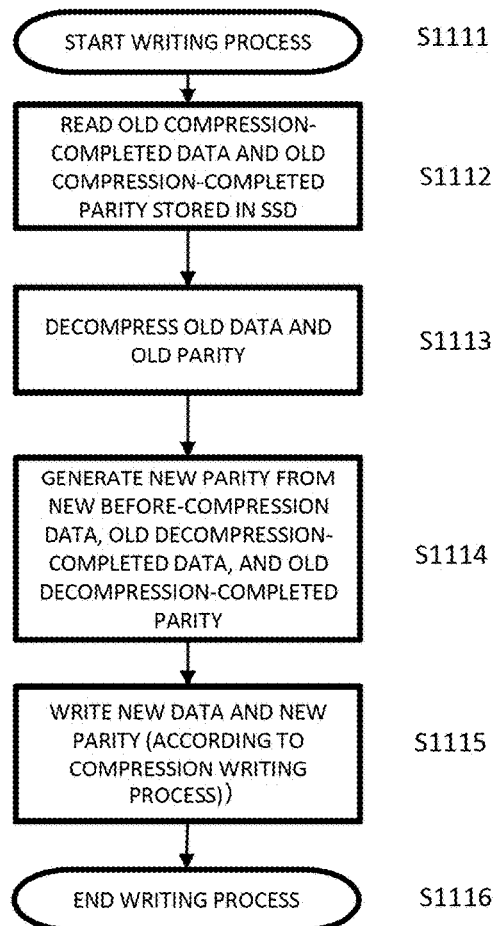 START WRITING PROCESS
S1111
READ OLD COMPRESSION-
COMPLETED DATA AND OLD
COMPRESSION-COMPLETED
PARITY STORED IN SSD
S1112
DECOMPRESS OLD DATA AND
OLD PARITY
S1113
GENERATE NEW PARITY FROM
NEW BEFORE-COMPRESSION
DATA, OLD DECOMPRESSION-
COMPLETED DATA, AND OLD
DECOMPRESSION-COMPLETED
PARITY
S1114
WRITE NEW DATA AND NEW
PARITY (ACCORDING TO
COMPRESSION WRITING
PROCESS))
S1115
END WRITING PROCESS
S1116